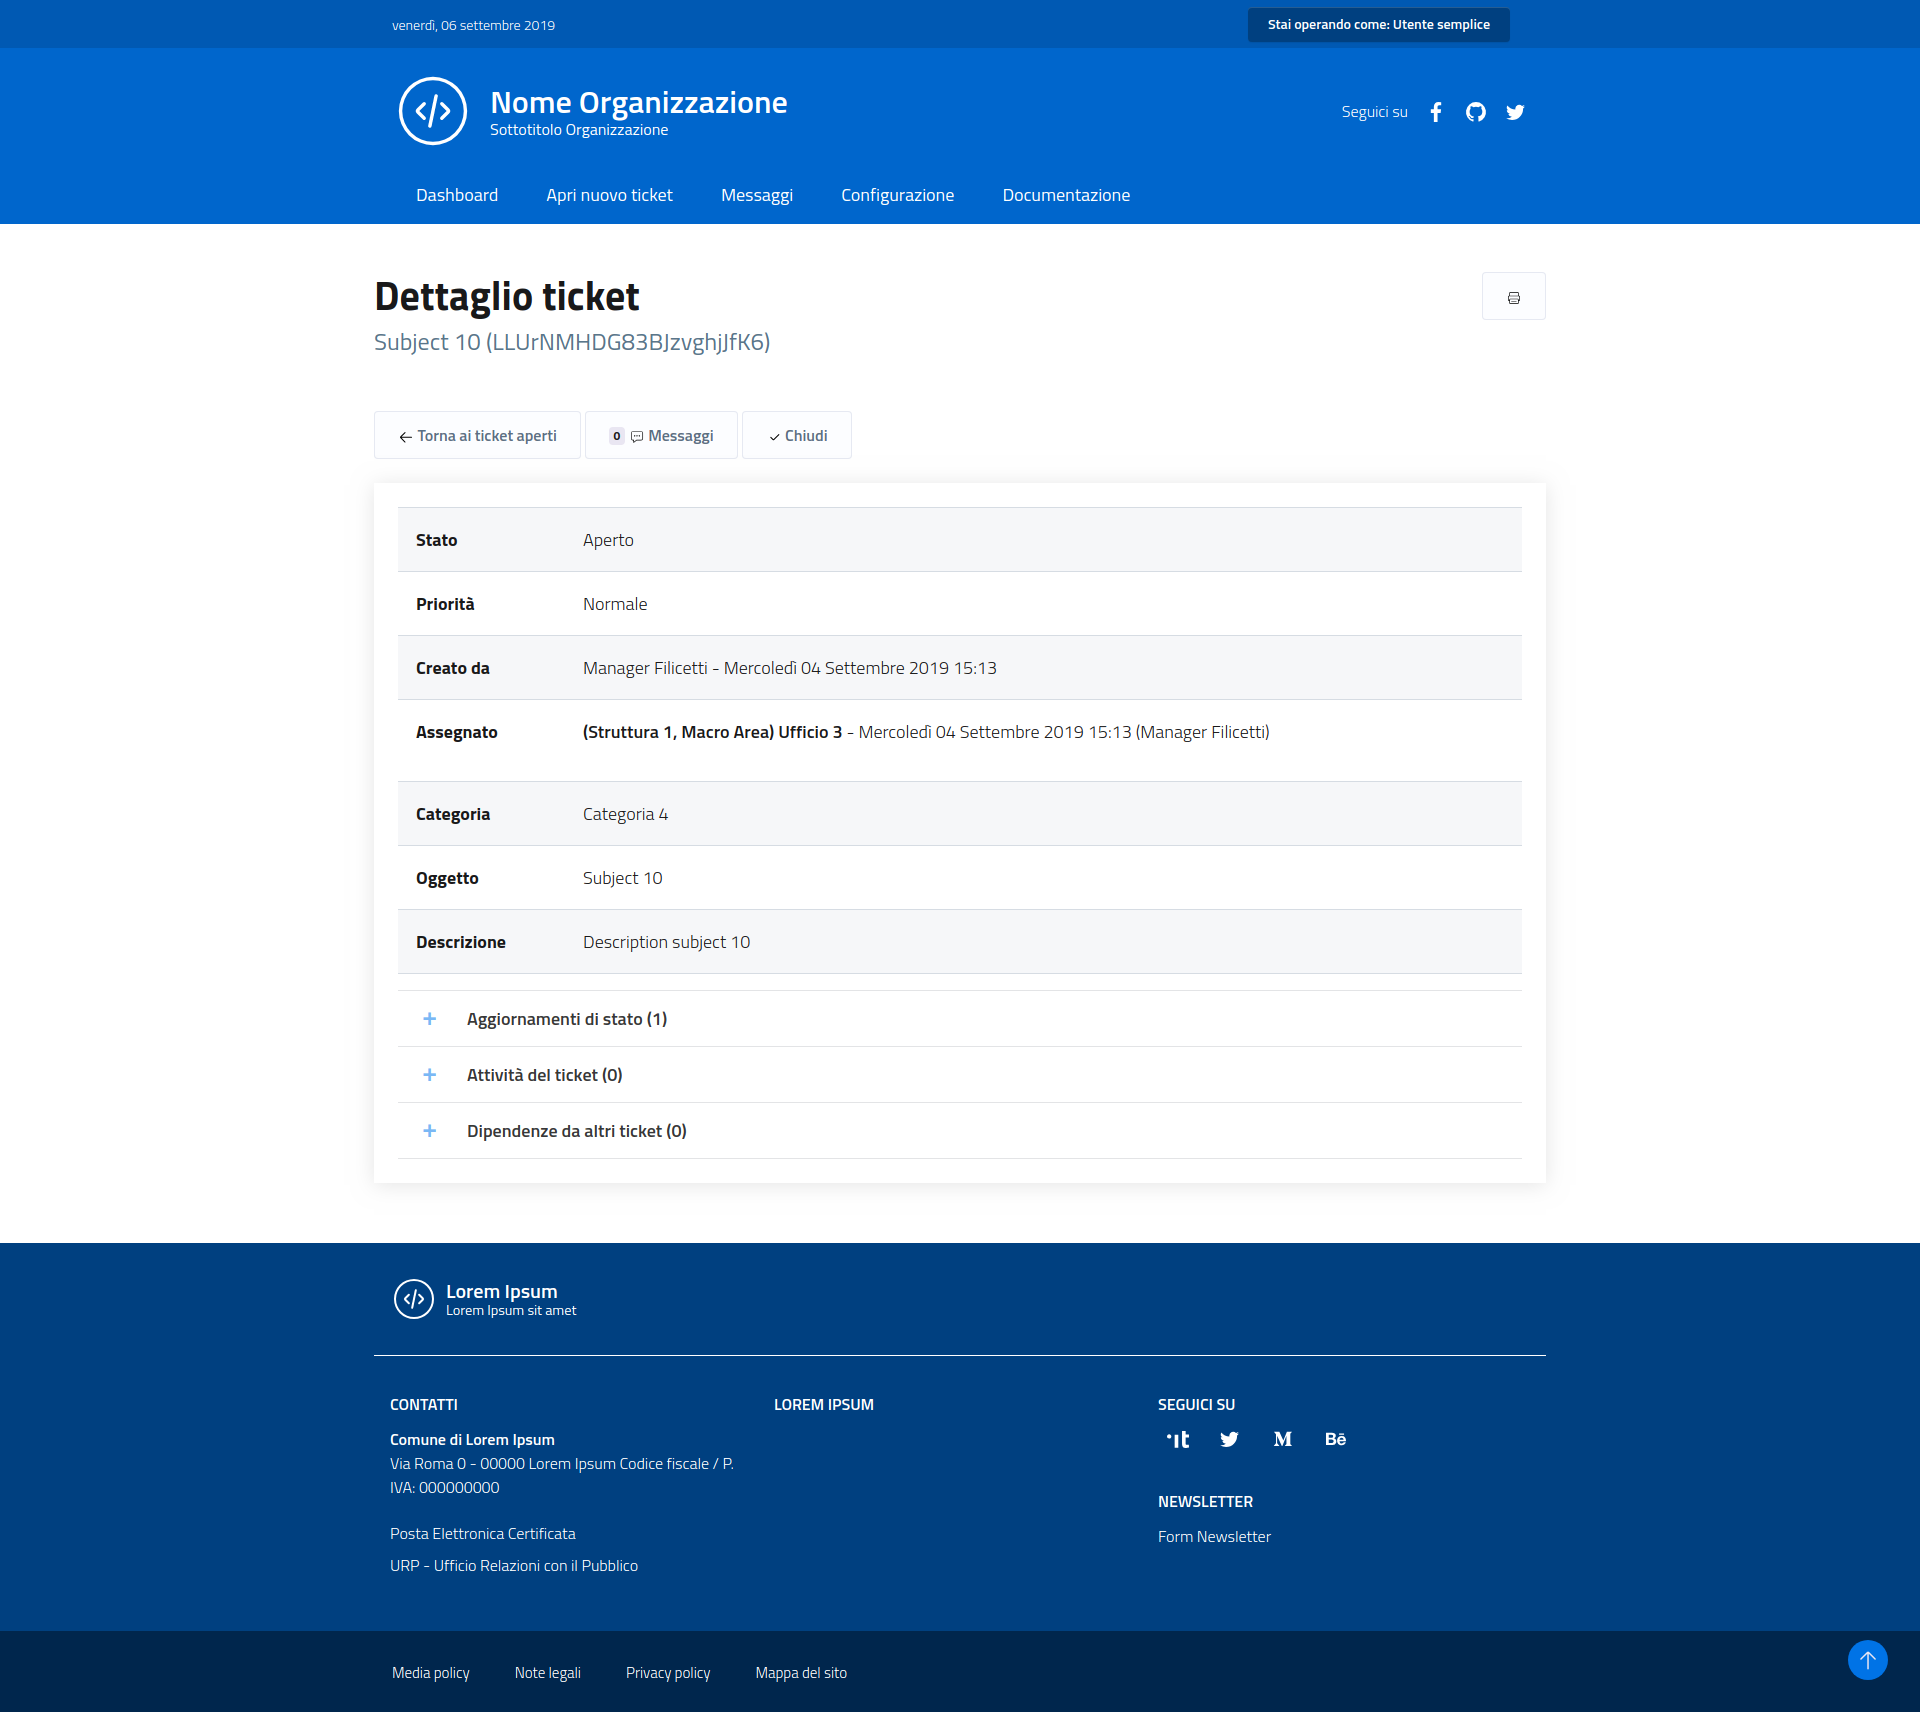 venerdì, 06 settembre 2019
Stai operando come: Utente semplice
Nome Organizzazione
Sottotitolo Organizzazione
Seguici su
Dashboard Apri nuovo ticket Messaggi Configurazione Documentazione
Dettaglio ticket
Subject 10 (LLUrNMHDG83BJzvghjJfK6)
Torna ai ticket aperti 0 Messaggi Chiudi
Stato Aperto
Priorità Normale
Creato da Manager Filicetti - Mercoledì 04 Settembre 2019 15:13
Assegnato (Struttura 1, Macro Area) Ufficio 3 - Mercoledì 04 Settembre 2019 15:13 (Manager Filicetti)
Categoria Categoria 4
Oggetto Subject 10
Descrizione Description subject 10
+ Aggiornamenti di stato (1)
+ Attività del ticket (0)
+ Dipendenze da altri ticket (0)
Lorem Ipsum
Lorem Ipsum sit amet
CONTATTI
Comune di Lorem Ipsum
Via Roma 0 - 00000 Lorem Ipsum Codice fiscale / P.
IVA: 000000000
Posta Elettronica Certificata
URP - Ufficio Relazioni con il Pubblico
LOREM IPSUM
SEGUICI SU
NEWSLETTER
Form Newsletter
Media policy Note legali Privacy policy Mappa del sito